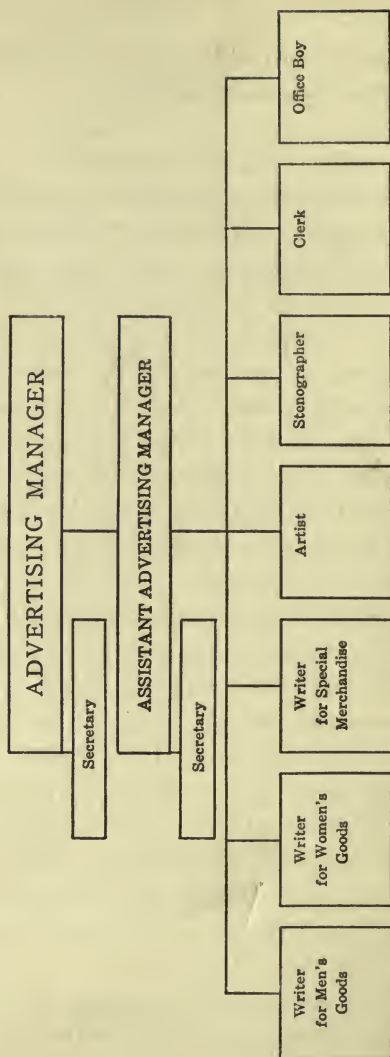 ADVERTISING MANAGER
Secretary
ASSISTANT ADVERTISING MANAGER
Secretary
Writer
for Men's
Goods
Writer
for Women's
Goods
Writer
for Special
Merchandise
Artist
Stenographer
Clerk
Office Boy